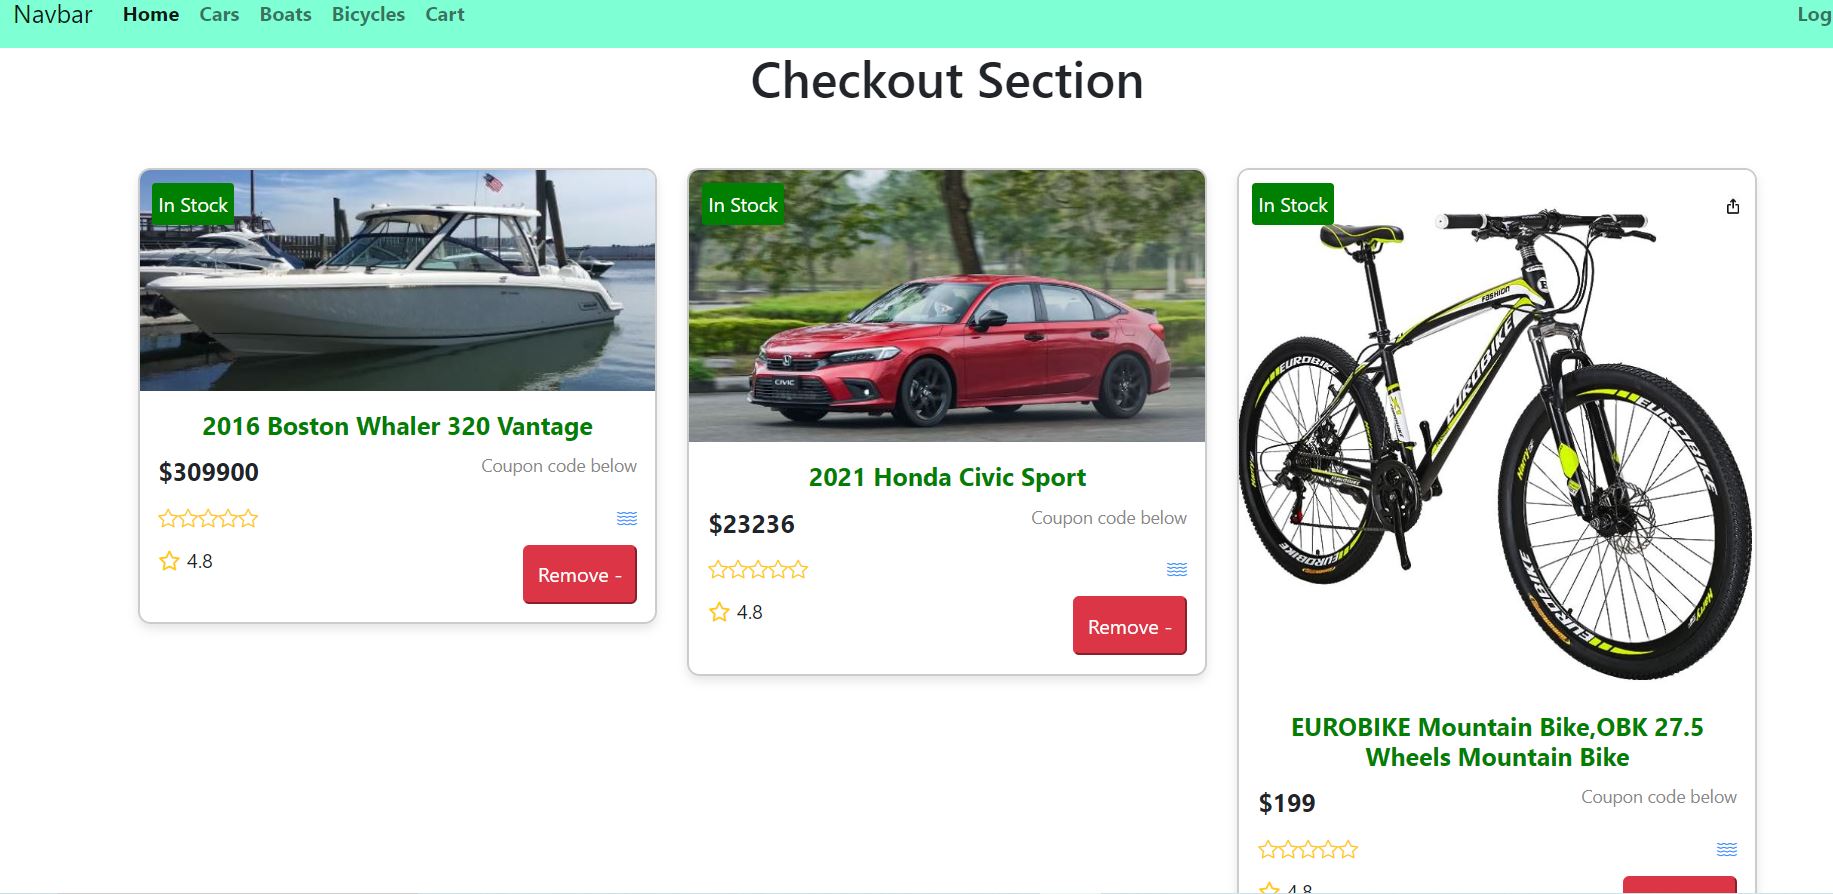 Navbar Home Cars Boats Bicycles Cart Log
Checkout Section
In Stock
2016 Boston Whaler 320 Vantage
$309900 Coupon code below
4.8 Remove -
In Stock
CIVIC
2021 Honda Civic Sport
$23236 Coupon code below
4.8 Remove -
In Stock
FASHION
EUROBIKE
EUROBIKE
EUROBIKE
EUROBIKE
EUROBIKE
EUROBIKE Mountain Bike,OBK 27.5
Wheels Mountain Bike
$199 Coupon code below
4.8